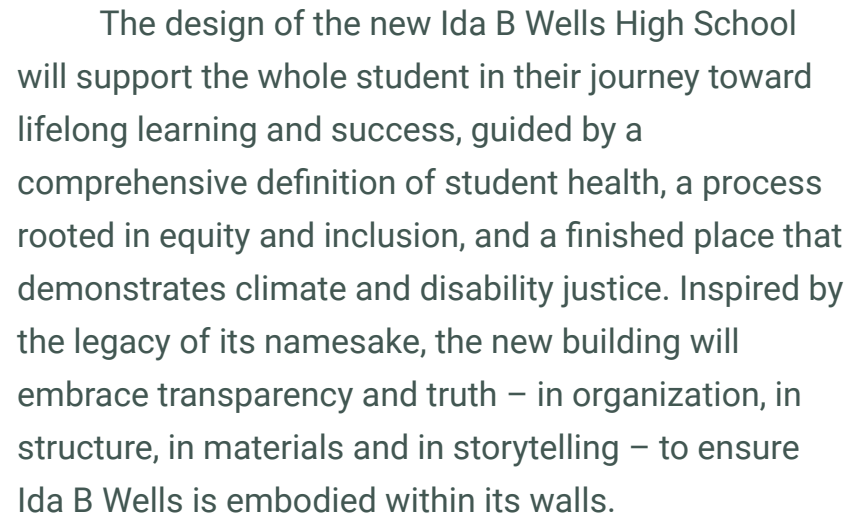 The design of the new Ida B Wells High School
will support the whole student in their journey toward
lifelong learning and success, guided by a
comprehensive definition of student health, a process
rooted in equity and inclusion, and a finished place that
demonstrates climate and disability justice. Inspired by
the legacy of its namesake, the new building will
embrace transparency and truth – in organization, in
structure, in materials and in storytelling – to ensure
Ida B Wells is embodied within its walls.